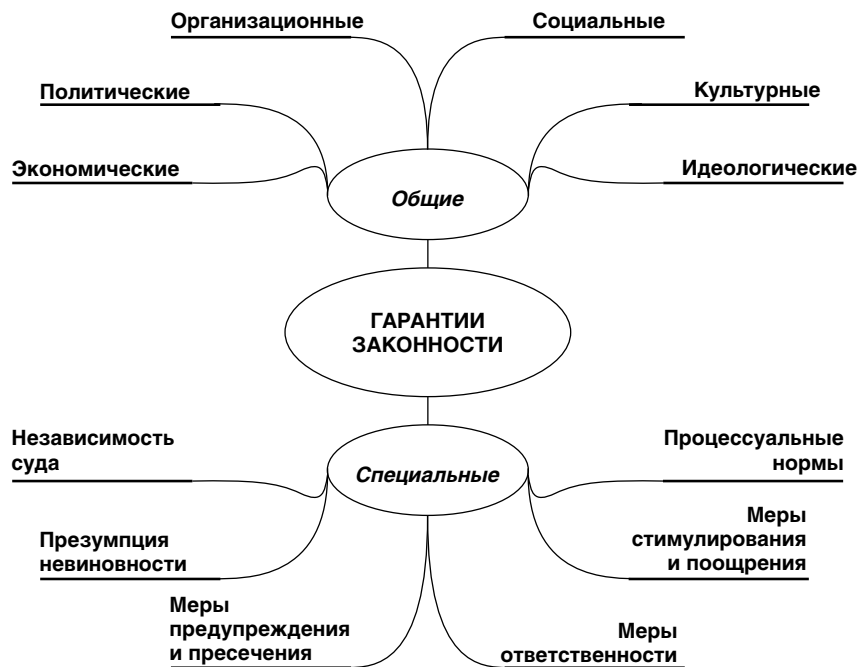 Организационные
Социальные
Политические
Культурные
Экономические
Идеологические
Общие
ГАРАНТИИ
ЗАКОННОСТИ
Специальные
Независимость
суда
Процессуальные
нормы
Презумпция
невиновности
Меры
стимулирования
и поощрения
Меры
предупреждения
и пресечения
Меры
ответственности